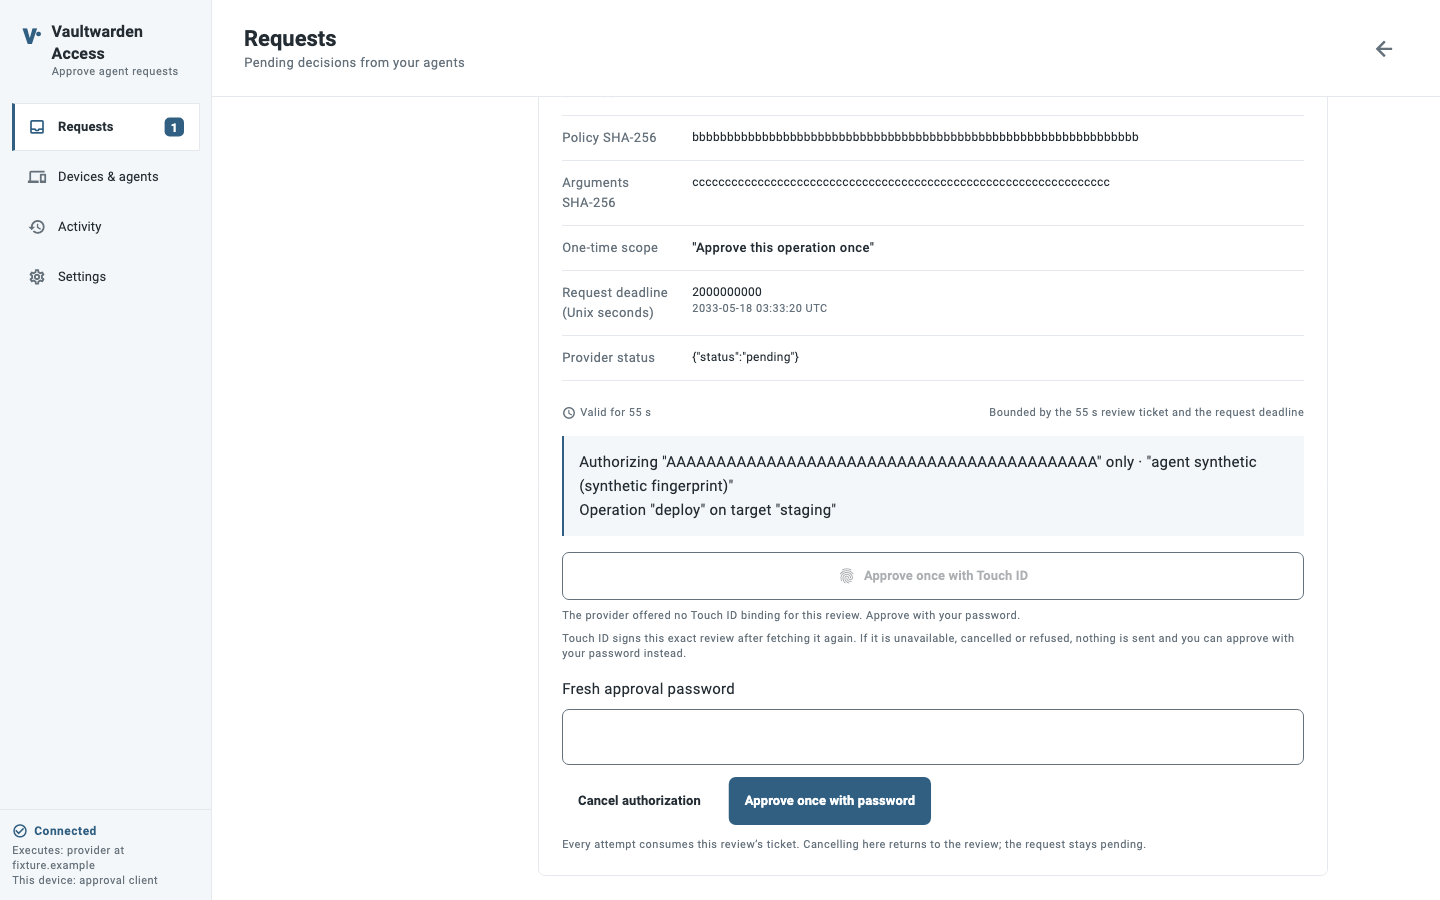 Vaultwarden
Access
Approve agent requests
Requests
1
Devices & agents
Activity
Settings
Connected
Executes: provider at
fixture.example
This device: approval client
Requests
Pending decisions from your agents
Policy SHA-256
bbbbbbbbbbbbbbbbbbbbbbbbbbbbbbbbbbbbbbbbbbbbbbbbbbbbbbbbbbbbbbbb
Arguments
SHA-256
cccccccccccccccccccccccccccccccccccccccccccccccccccccccccccccccc
One-time scope
"Approve this operation once"
Request deadline
(Unix seconds)
2000000000
2033-05-18 03:33:20 UTC
Provider status
{"status":"pending"}
Valid for 55 s
Bounded by the 55 s review ticket and the request deadline
Authorizing "AAAAAAAAAAAAAAAAAAAAAAAAAAAAAAAAAAAAAAAAAAA" only · "agent synthetic
(synthetic fingerprint)"
Operation "deploy" on target "staging"
Approve once with Touch ID
The provider offered no Touch ID binding for this review. Approve with your password.
Touch ID signs this exact review after fetching it again. If it is unavailable, cancelled or refused, nothing is sent and you can approve with
your password instead.
Fresh approval password
Cancel authorization
Approve once with password
Every attempt consumes this review's ticket. Cancelling here returns to the review; the request stays pending.